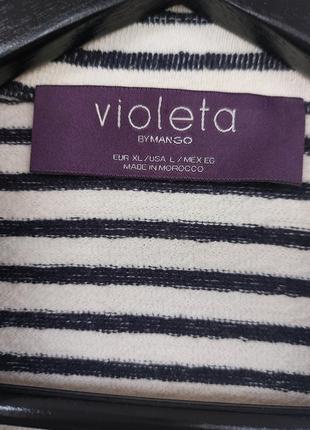 violeta
BY MANGO
EUR XL / USA L / MEX EG
MADE IN MOROCCO